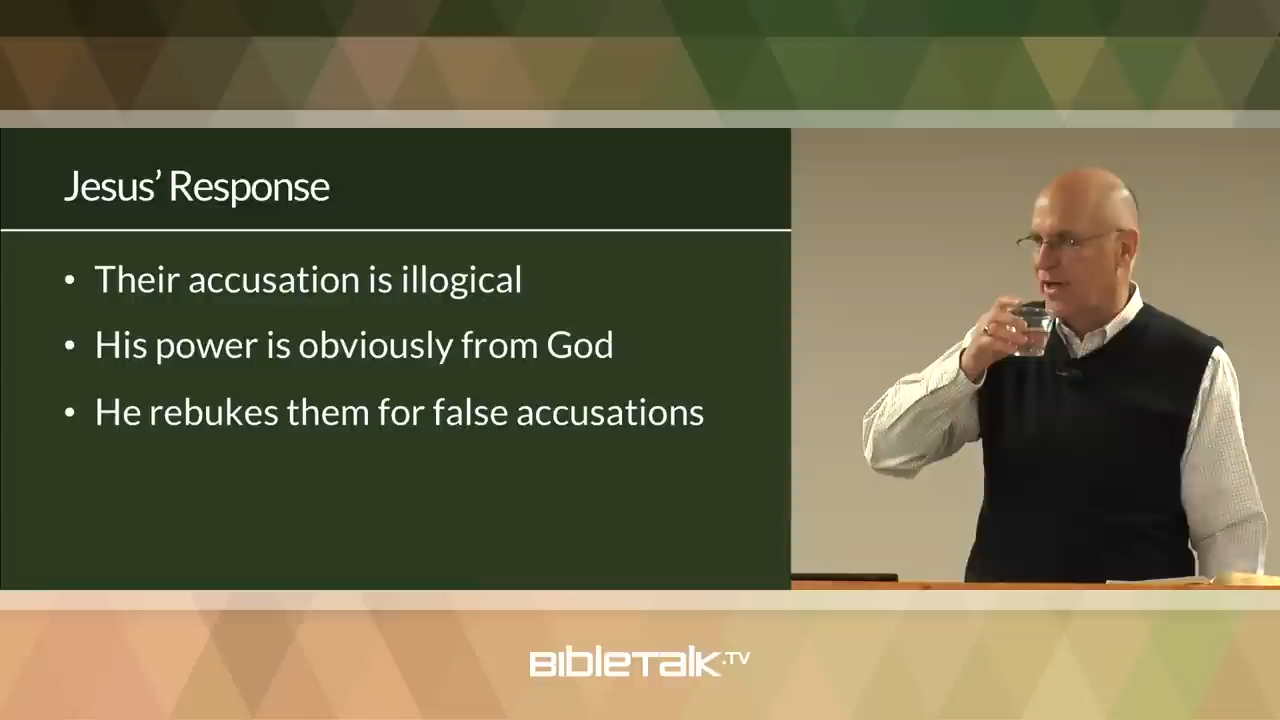 Jesus’ Response
• Their accusation is illogical
• His power is obviously from God
• He rebukes them for false accusations
BIBLETALK.TV